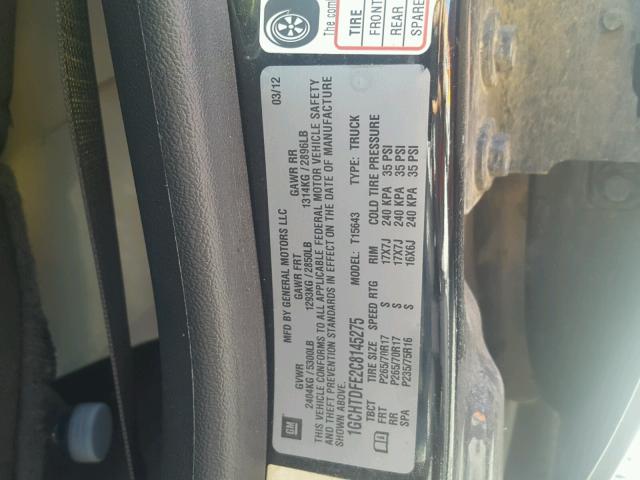 The comb
TIRE
FRONT
REAR
SPARE
GM
MFD BY GENERAL MOTORS LLC
03/12
GVWR GAWR FRT GAWR RR
2404KG / 5300LB 1293KG / 2850LB 1314KG / 2896LB
THIS VEHICLE CONFORMS TO ALL APPLICABLE FEDERAL MOTOR VEHICLE SAFETY
AND THEFT PREVENTION STANDARDS IN EFFECT ON THE DATE OF MANUFACTURE
SHOWN ABOVE.
1GCHTDFE2C8145275 MODEL: T15643 TYPE: TRUCK
TBCT TIRE SIZE SPEED RTG RIM COLD TIRE PRESSURE
FRT P265/70R17 S 17X7J 240 KPA 35 PSI
RR P265/70R17 S 17X7J 240 KPA 35 PSI
SPA P235/75R16 S 16X6J 240 KPA 35 PSI